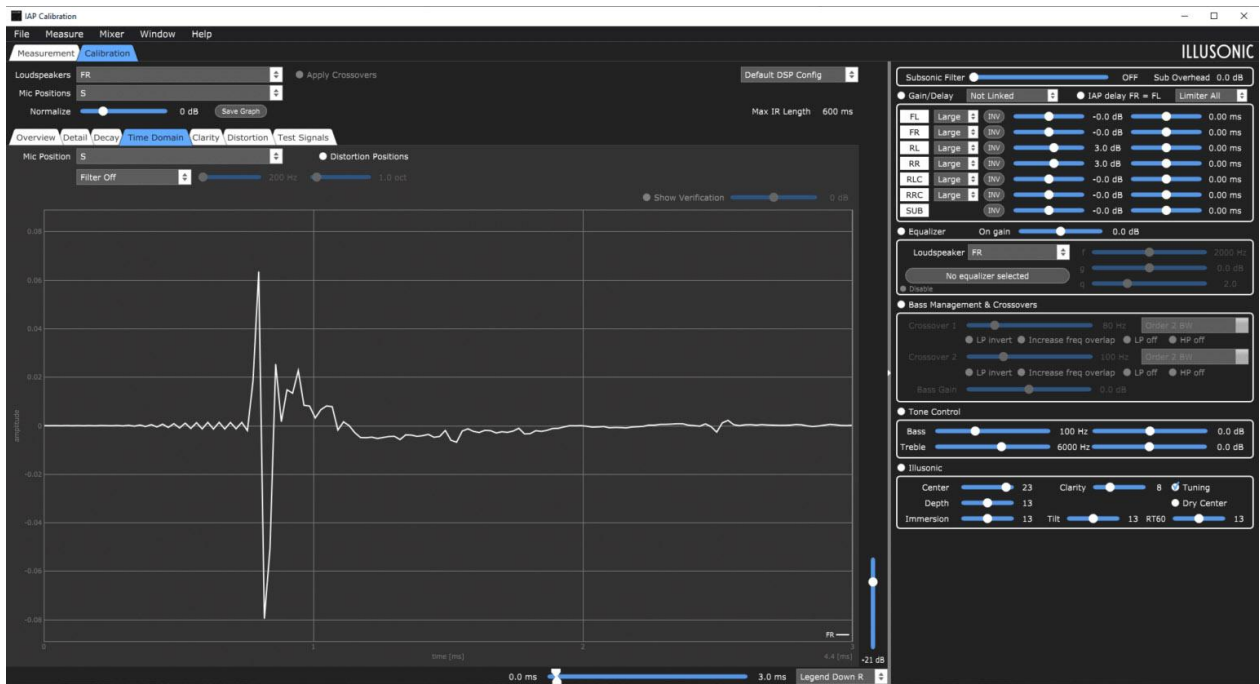 IAP Calibration
File Measure Mixer Window Help
Measurement Calibration
ILLUSONIC
Loudspeakers FR Apply Crossovers Default DSP Config
Mic Positions S
Normalize 0 dB Save Graph Max IR Length 600 ms
Overview Detail Decay Time Domain Clarity Distortion Test Signals
Mic Position S Distortion Positions
Filter Off 200 Hz 1.0 oct
Show Verification 0 dB
0.08
0.06
0.04
0.02
0
-0.02
-0.04
-0.06
-0.08
amplitude
FR
0 1 2 3
time [ms] 4.4 [ms]
-21 dB
0.0 ms 3.0 ms Legend Down R
Subsonic Filter OFF Sub Overhead 0.0 dB
Gain/Delay Not Linked IAP delay FR = FL Limiter All
FL Large INV -0.0 dB 0.00 ms
FR Large INV -0.0 dB 0.00 ms
RL Large INV 3.0 dB 0.00 ms
RR Large INV 3.0 dB 0.00 ms
RLC Large INV -0.0 dB 0.00 ms
RRC Large INV -0.0 dB 0.00 ms
SUB INV -0.0 dB 0.00 ms
Equalizer On gain 0.0 dB
Loudspeaker FR f 2000 Hz
No equalizer selected g 0.0 dB
Disable q 2.0
Bass Management & Crossovers
Crossover 1 80 Hz Order 2 BW
LP invert Increase freq overlap LP off HP off
Crossover 2 100 Hz Order 2 BW
LP invert Increase freq overlap LP off HP off
Bass Gain 0.0 dB
Tone Control
Bass 100 Hz 0.0 dB
Treble 6000 Hz 0.0 dB
Illusonic
Center 23 Clarity 8 Tuning
Depth 13 Dry Center
Immersion 13 Tilt 13 RT60 13